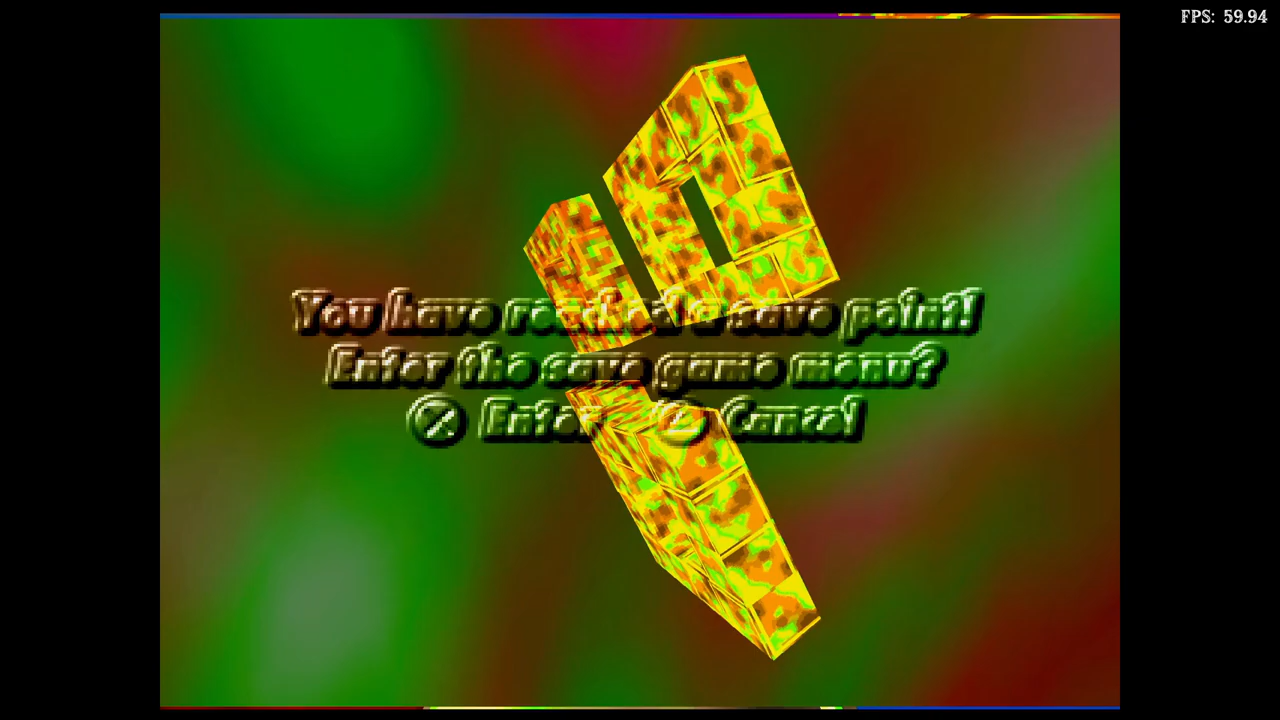 FPS: 59.94
You have reached a save point!
Enter the save game menu?
Enter Cancel